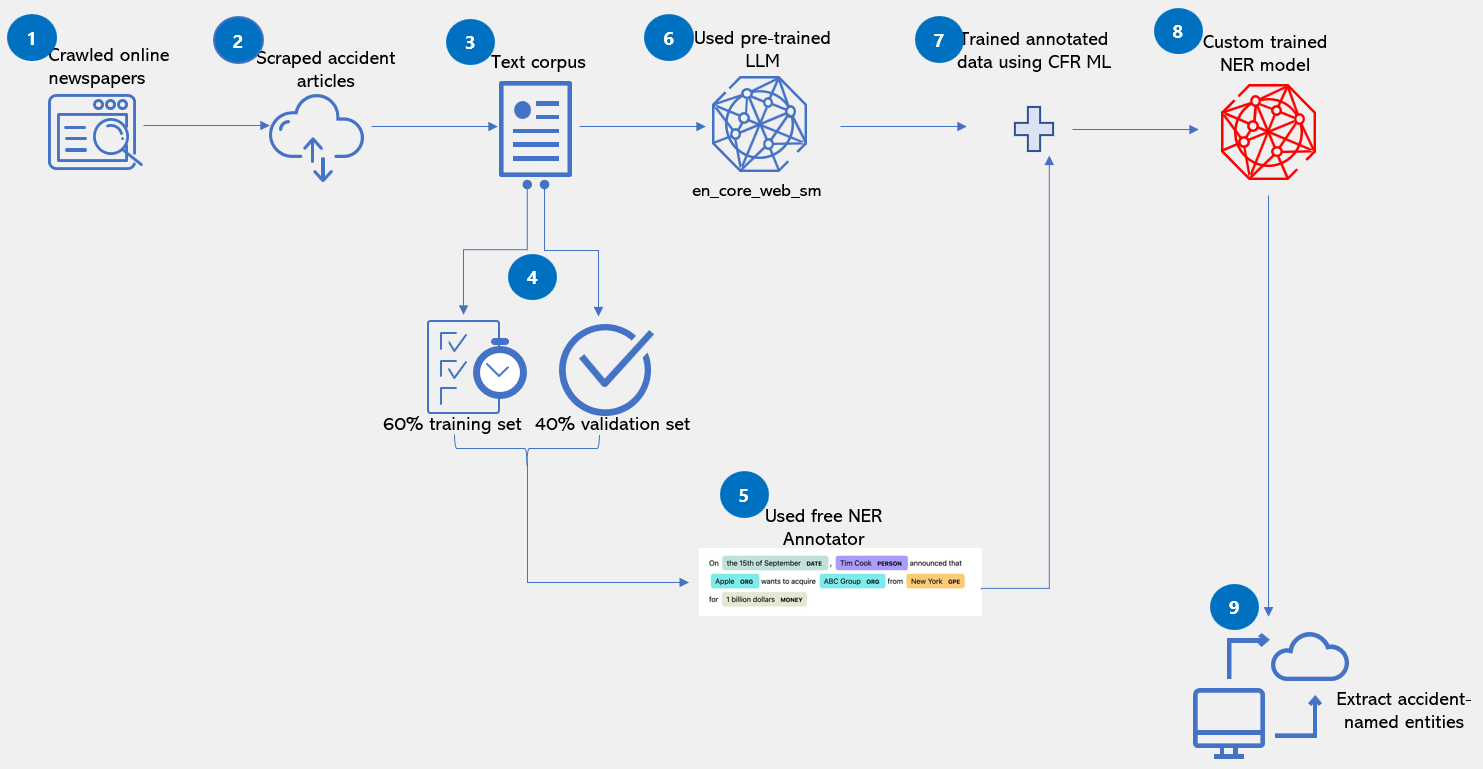 1
Crawled online
newspapers
2
Scraped accident
articles
3
Text corpus
6
Used pre-trained
LLM
en_core_web_sm
7
Trained annotated
data using CFR ML
8
Custom trained
NER model
4
60% training set
40% validation set
5
Used free NER
Annotator
On the 15th of September DATE , Tim Cook PERSON announced that
Apple ORG wants to acquire ABC Group ORG from New York GPE
for 1 billion dollars MONEY
9
Extract accident-
named entities